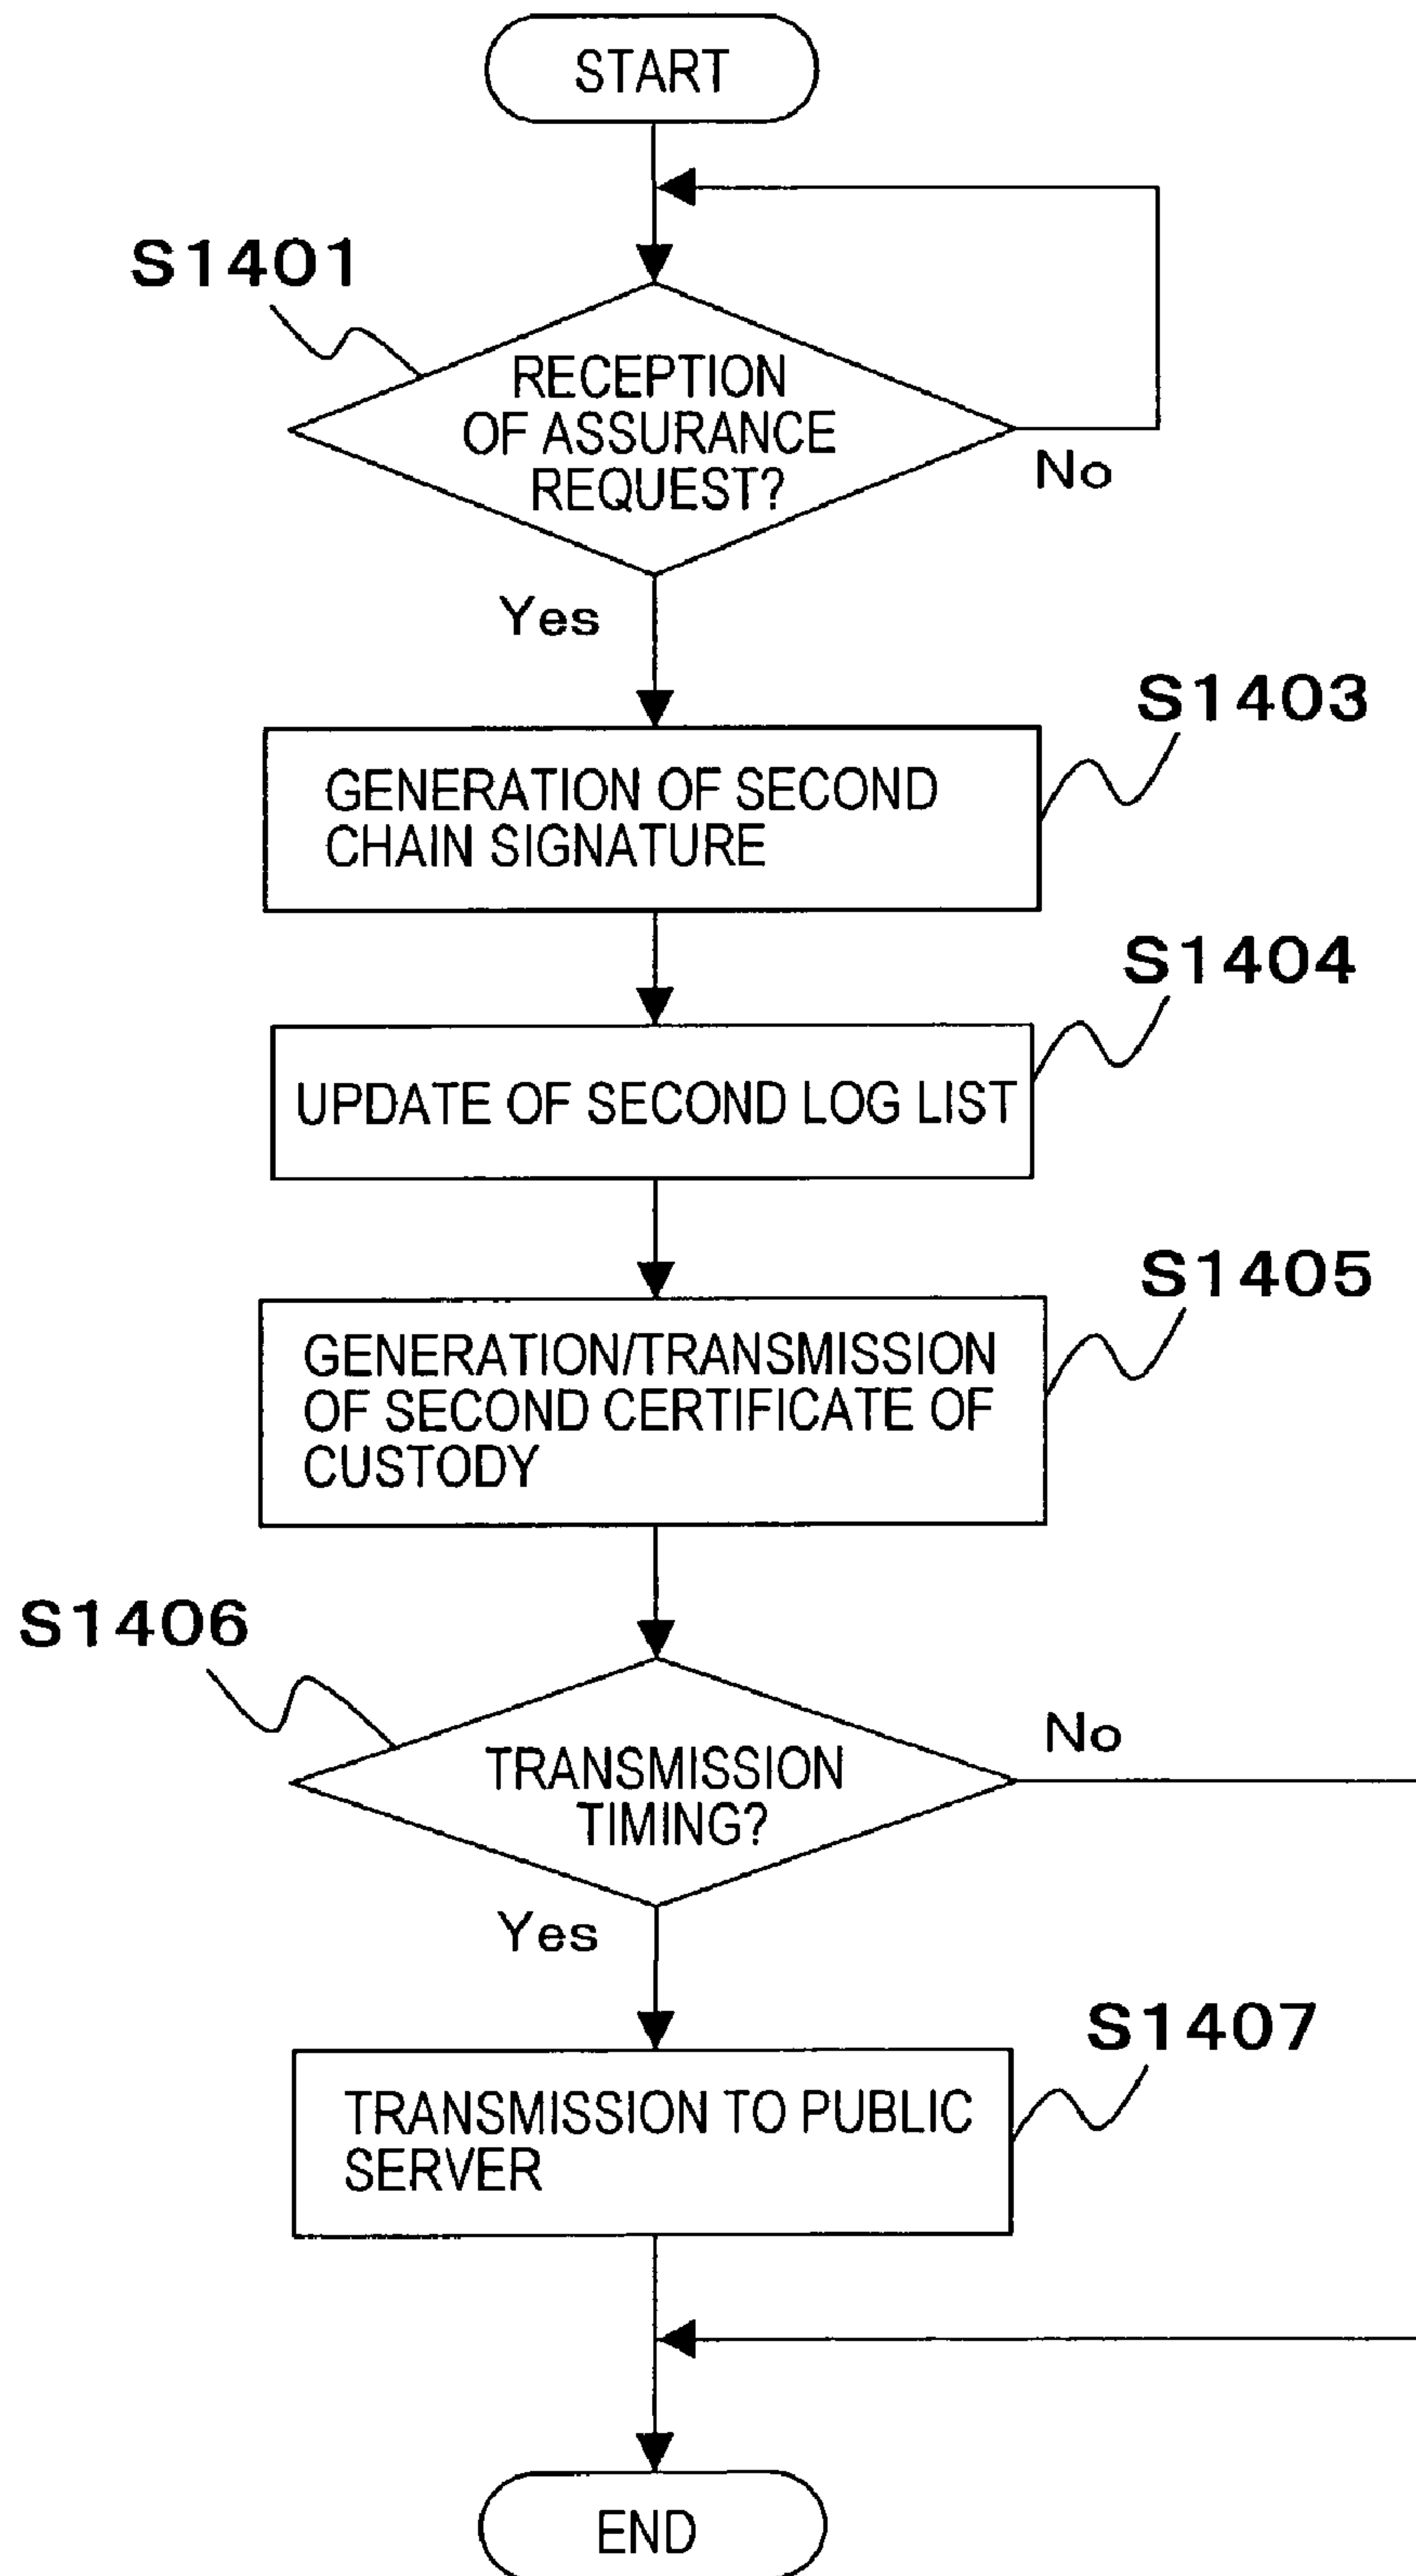 START
S1401
RECEPTION
OF ASSURANCE
REQUEST?
No
Yes
S1403
GENERATION OF SECOND
CHAIN SIGNATURE
S1404
UPDATE OF SECOND LOG LIST
S1405
GENERATION/TRANSMISSION
OF SECOND CERTIFICATE OF
CUSTODY
S1406
No
TRANSMISSION
TIMING?
Yes
S1407
TRANSMISSION TO PUBLIC
SERVER
END